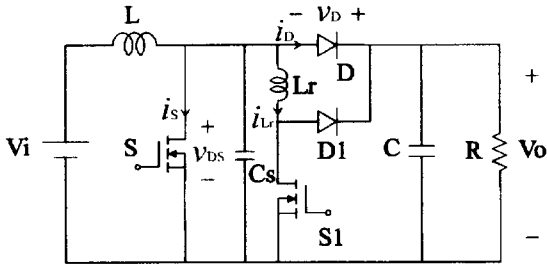 L
− vD +
iD
D
Lr
iS
iLr
+
Vi
S
vDS
−
Cs
D1
C
R
+
Vo
−
S1